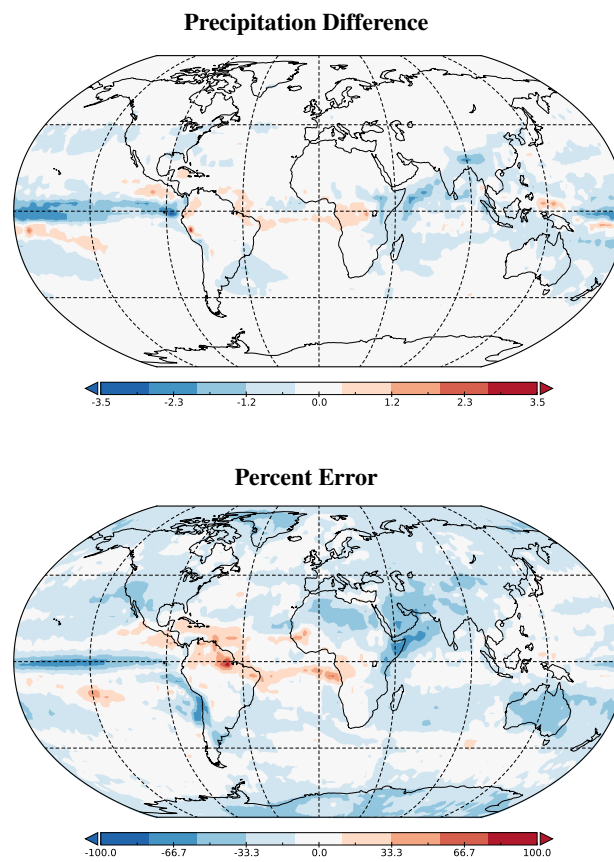 Precipitation Difference
-3.5 -2.3 -1.2 0.0 1.2 2.3 3.5
Percent Error
-100.0 -66.7 -33.3 0.0 33.3 66.7 100.0